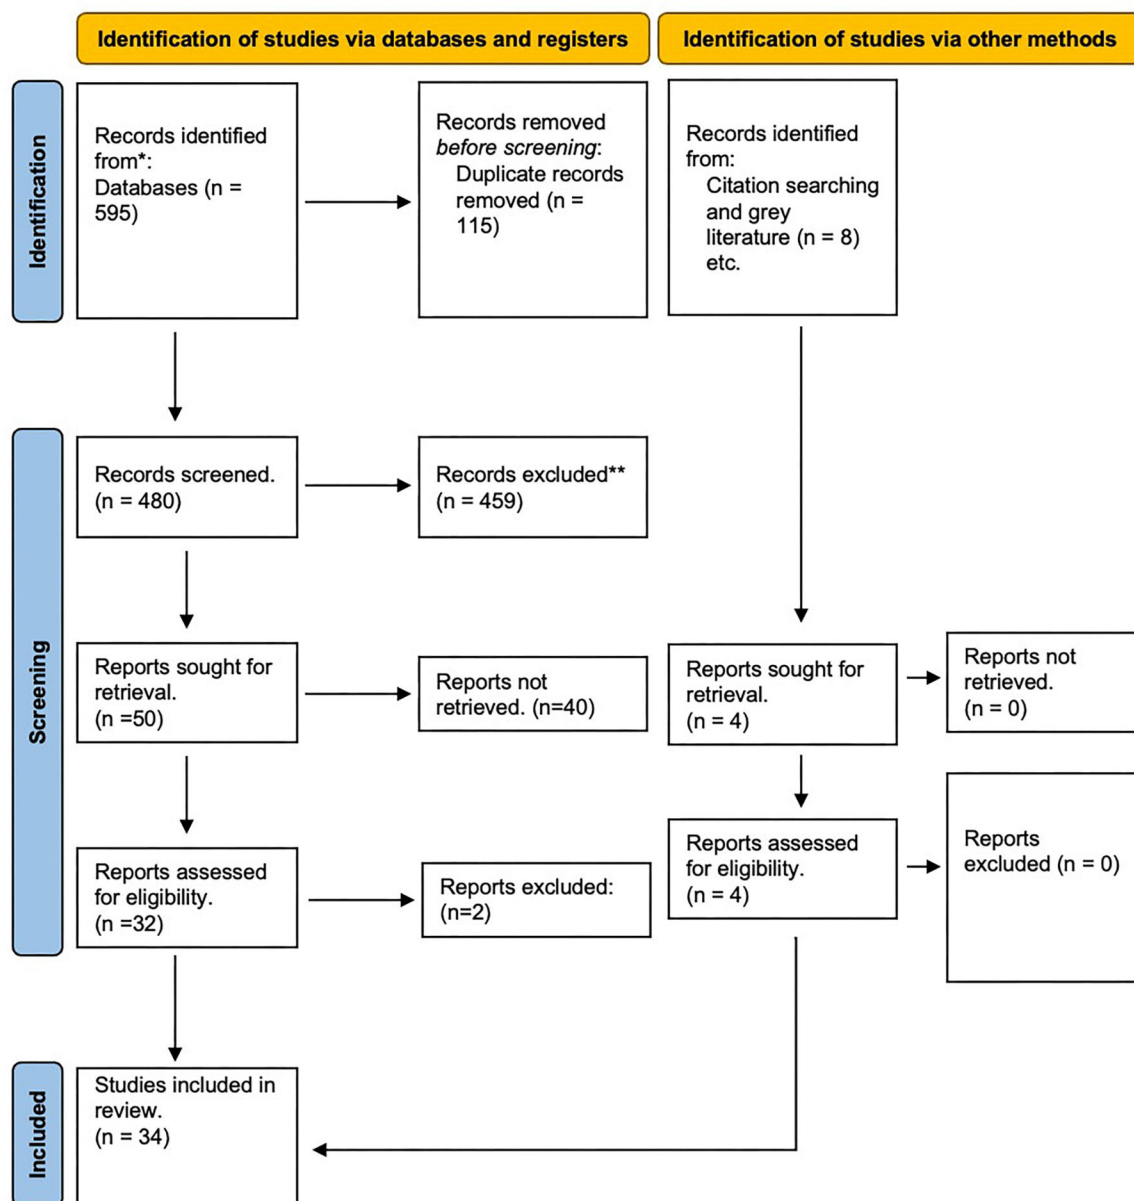 Identification of studies via databases and registers
Identification of studies via other methods
Identification
Records identified
from*:
Databases (n =
595)
Records removed
before screening:
Duplicate records
removed (n =
115)
Records identified
from:
Citation searching
and grey
literature (n = 8)
etc.
Screening
Records screened.
(n = 480)
Records excluded**
(n = 459)
Reports sought for
retrieval.
(n =50)
Reports not
retrieved. (n=40)
Reports sought for
retrieval.
(n = 4)
Reports not
retrieved.
(n = 0)
Reports assessed
for eligibility.
(n =32)
Reports excluded:
(n=2)
Reports assessed
for eligibility.
(n = 4)
Reports
excluded (n = 0)
Included
Studies included in
review.
(n = 34)